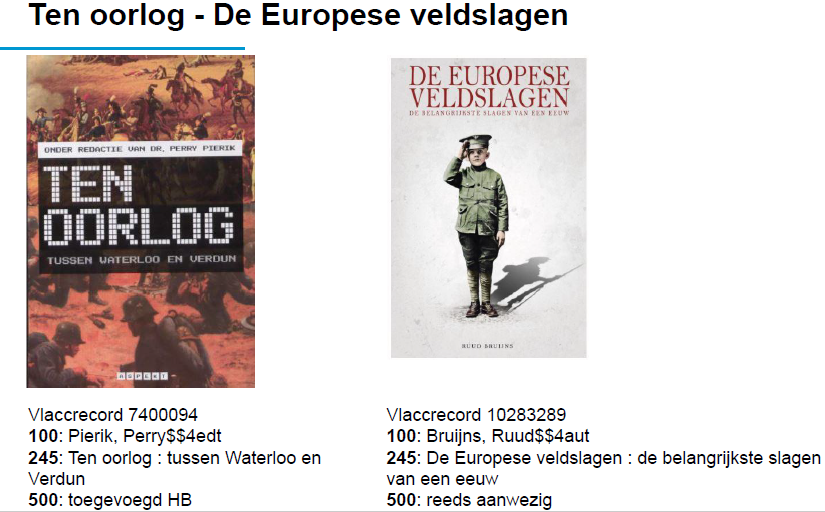 Ten oorlog - De Europese veldslagen
ONDER REDACTIE VAN DR. PERRY PIERIK
TEN
OORLOG
TUSSEN WATERLOO EN VERDUN
ASPEKT
Vlaccrecord 7400094
100: Pierik, Perry$$4edt
245: Ten oorlog : tussen Waterloo en
Verdun
500: toegevoegd HB
DE EUROPESE
VELDSLAGEN
DE BELANGRIJKSTE SLAGEN VAN EEN EEUW
RUUD BRUIJNS
Vlaccrecord 10283289
100: Bruijns, Ruud$$4aut
245: De Europese veldslagen : de belangrijkste slagen
van een eeuw
500: reeds aanwezig